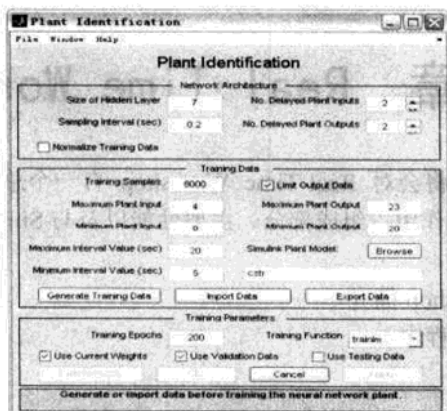 Plant Identification
File Window Help
Plant Identification
Network Architecture
Size of Hidden Layer 7 No. Delayed Plant Inputs 2
Sampling Interval (sec) 0.2 No. Delayed Plant Outputs 2
Normalize Training Data
Training Data
Training Samples 8000 Limit Output Data
Maximum Plant Input 4 Maximum Plant Output 23
Minimum Plant Input 0 Minimum Plant Output 20
Maximum Interval Value (sec) 20 Simulink Plant Model: Browse
Minimum Interval Value (sec) 5 cstr
Generate Training Data Import Data Export Data
Training Parameters
Training Epochs 200 Training Function trainlm
Use Current Weights Use Validation Data Use Testing Data
Cancel
Generate or import data before training the neural network plant.